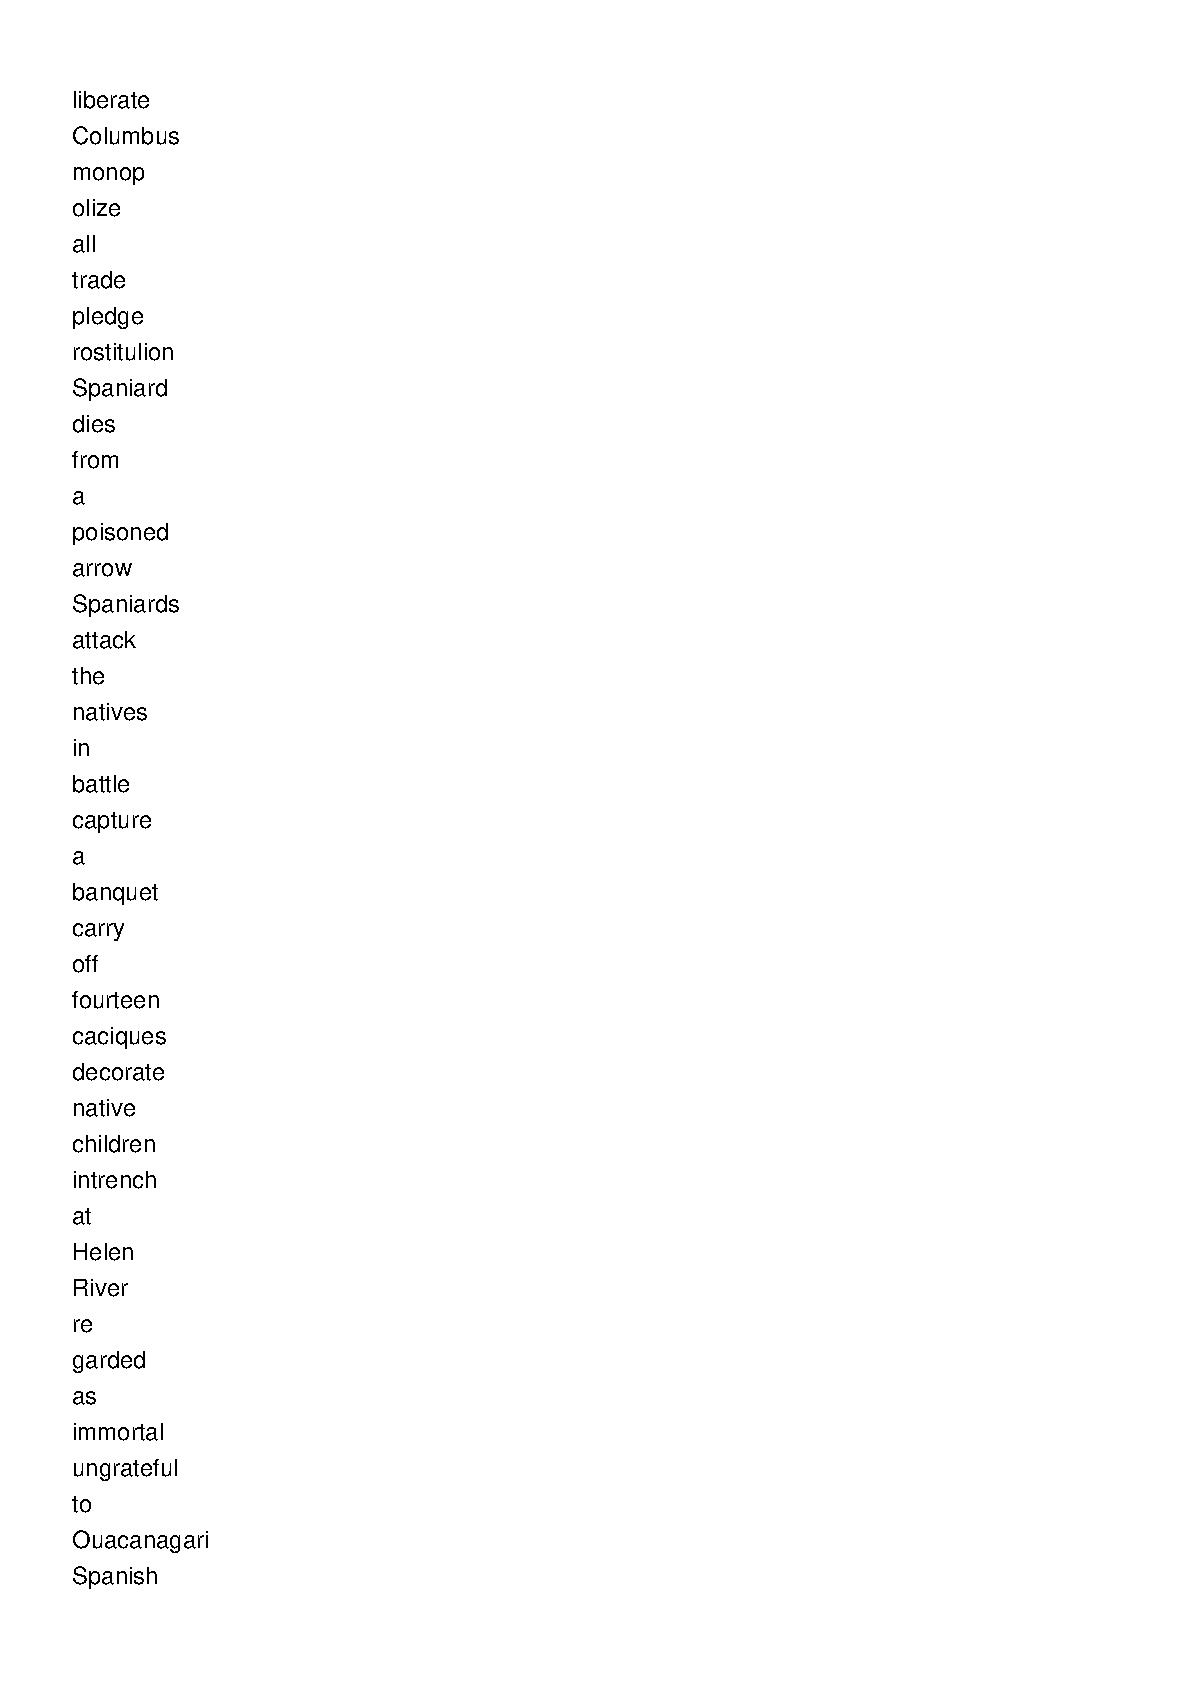 liberate
Columbus
monop
olize
all
trade
pledge
rostitulion
Spaniard
dies
from
a
poisoned
arrow
Spaniards
attack
the
natives
in
battle
capture
a
banquet
carry
off
fourteen
caciques
decorate
native
children
intrench
at
Helen
River
re
garded
as
immortal
ungrateful
to
Ouacanagari
Spanish